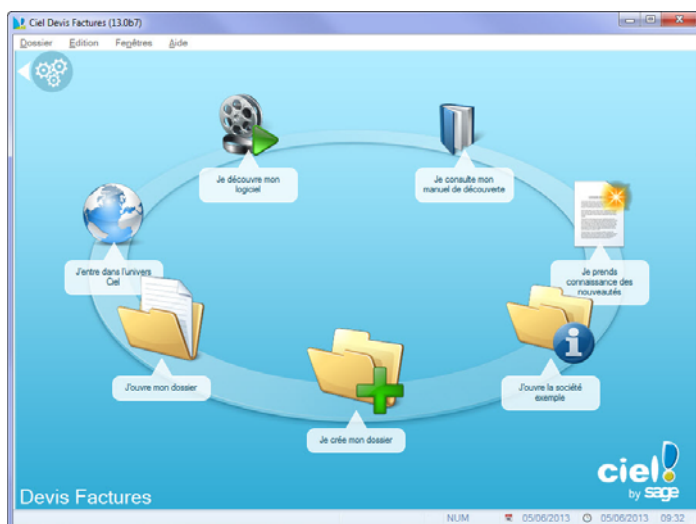 Ciel Devis Factures (13.0b7)
Dossier Edition Fenêtres Aide
Je découvre mon
logiciel
Je consulte mon
manuel de découverte
J'entre dans l'univers
Ciel
Je prends
connaissance des
nouveautés
J'ouvre mon dossier
J'ouvre la société
exemple
Je crée mon dossier
ciel!
by sage
Devis Factures
NUM 05/06/2013 05/06/2013 09:32